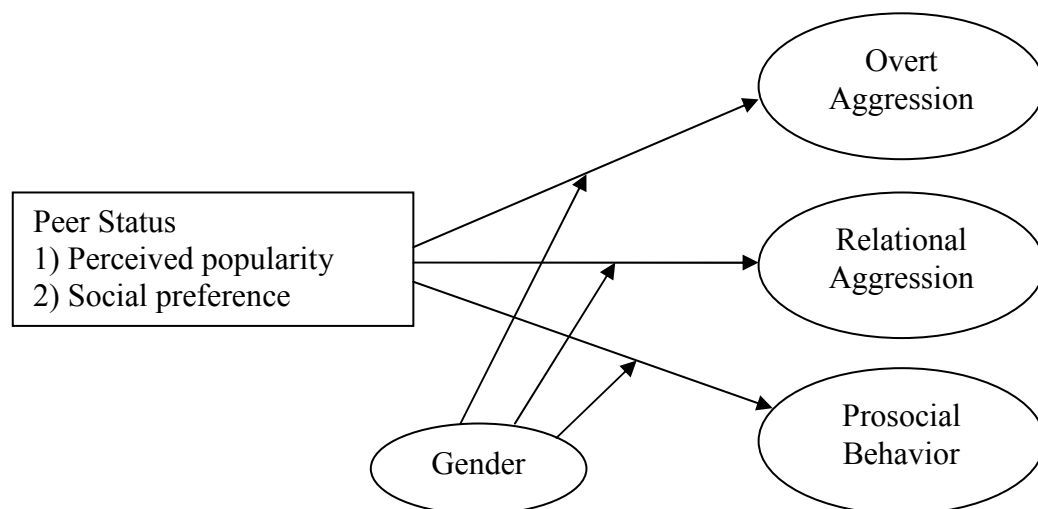 Overt
Aggression
Peer Status
1) Perceived popularity
2) Social preference
Relational
Aggression
Prosocial
Behavior
Gender